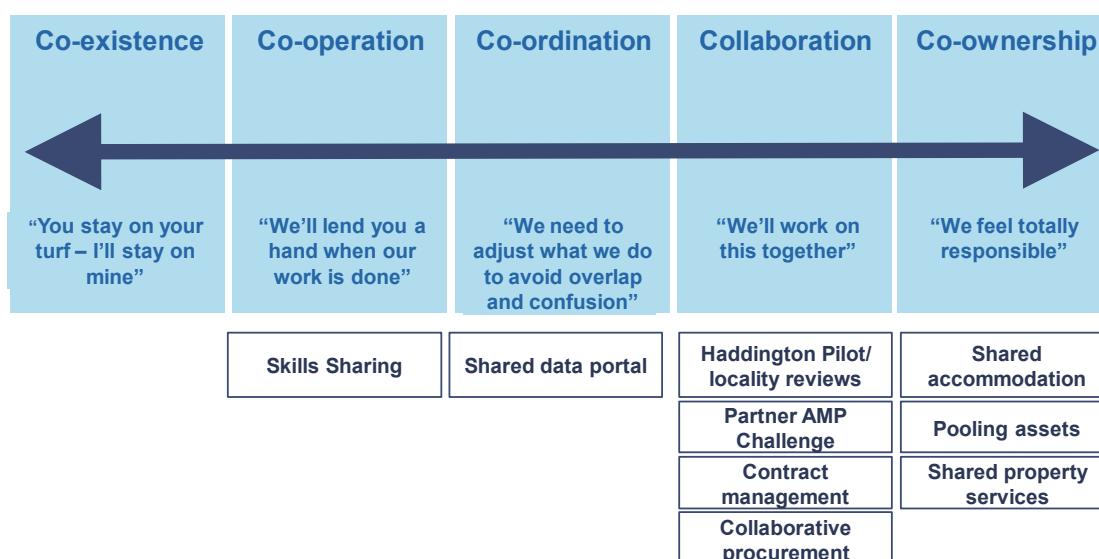 Co-existence
Co-operation
Co-ordination
Collaboration
Co-ownership
“You stay on your
turf – I’ll stay on
mine”
“We’ll lend you a
hand when our
work is done”
“We need to
adjust what we do
to avoid overlap
and confusion”
“We’ll work on
this together”
“We feel totally
responsible”
Skills Sharing
Shared data portal
Haddington Pilot/
locality reviews
Partner AMP
Challenge
Contract
management
Collaborative
procurement
Shared
accommodation
Pooling assets
Shared property
services